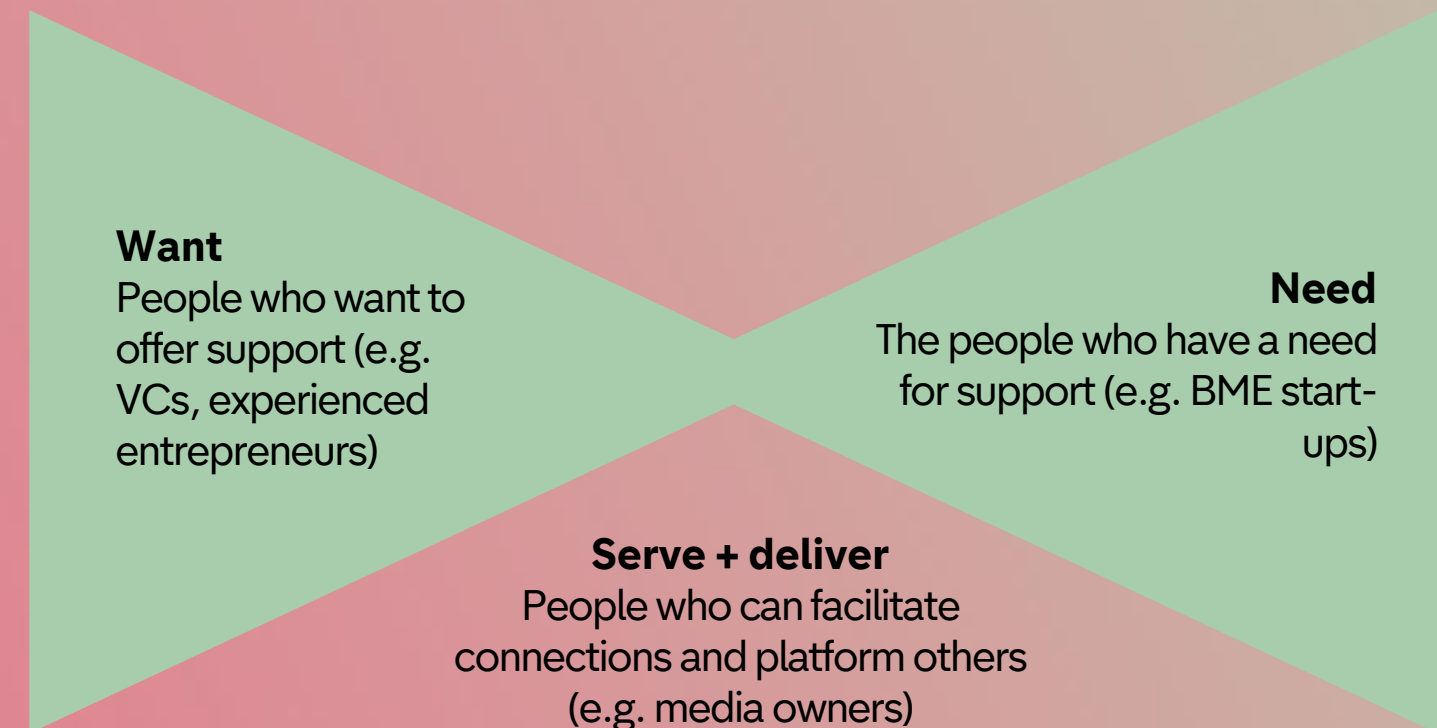 Want
People who want to
offer support (e.g.
VCs, experienced
entrepreneurs)
Need
The people who have a need
for support (e.g. BME start-
ups)
Serve + deliver
People who can facilitate
connections and platform others
(e.g. media owners)